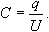 C = q/U.